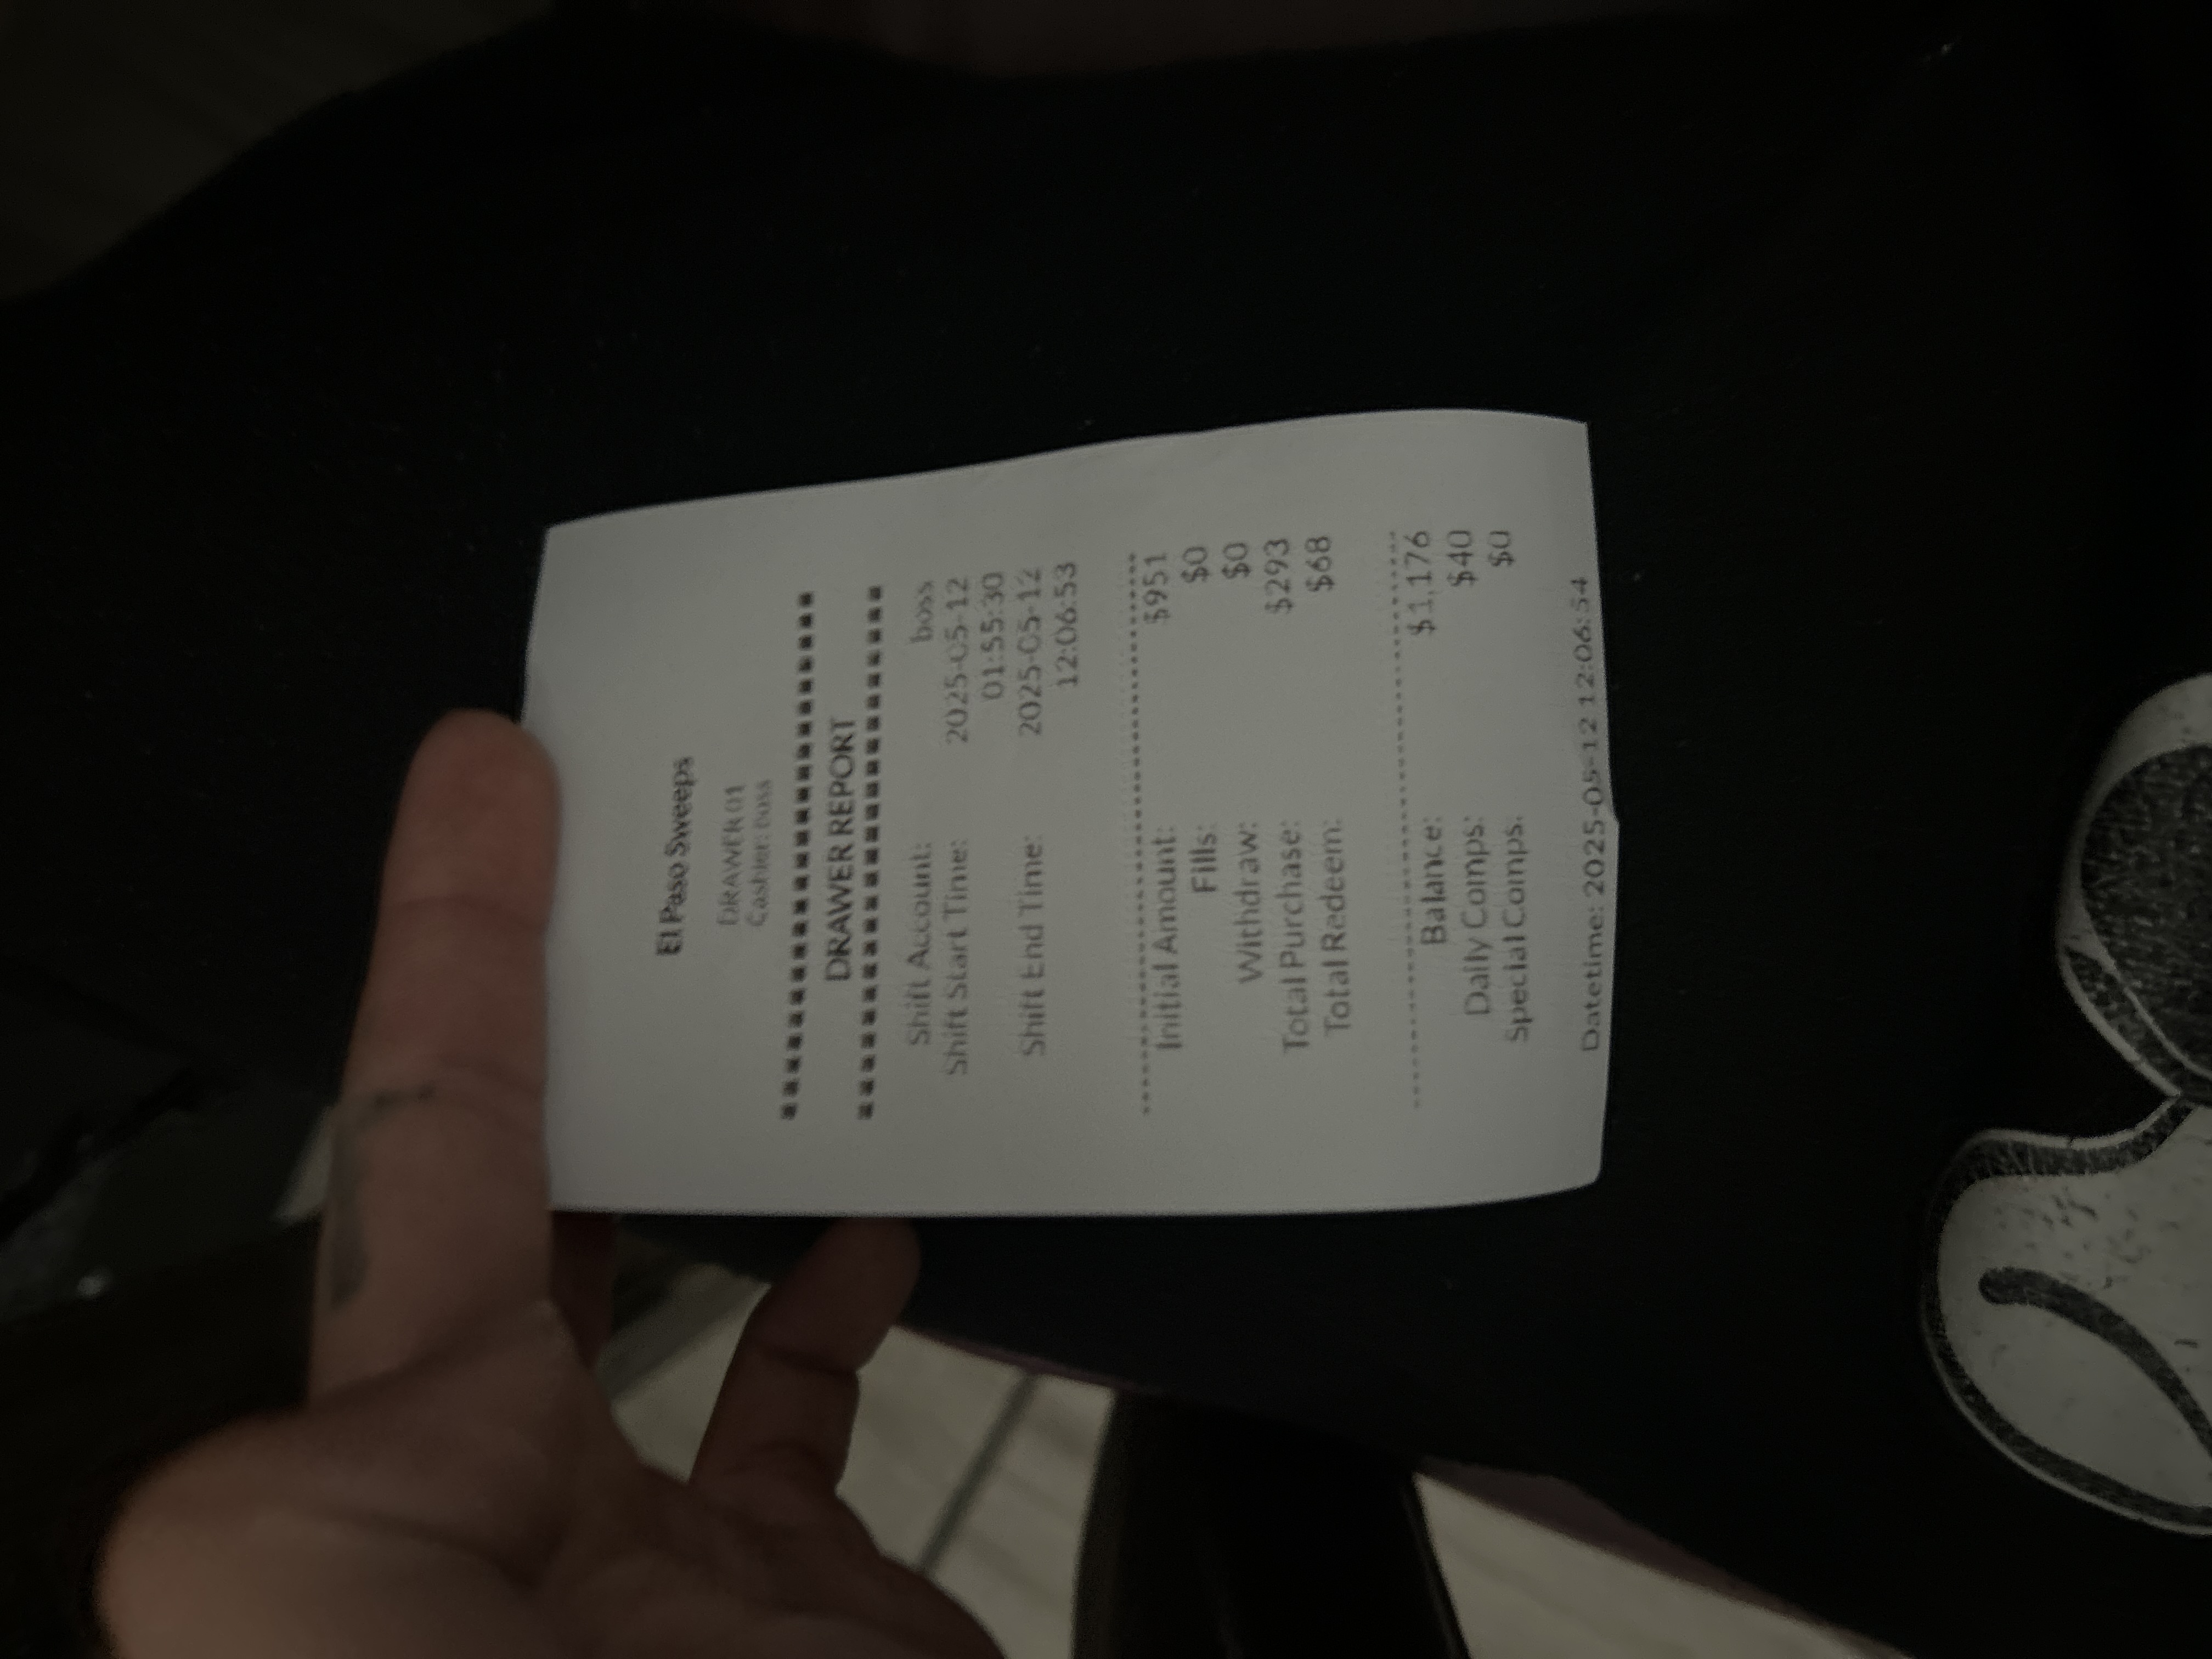 El Paso Sweeps
DRAWER 01
Cashier: boss
DRAWER REPORT
Shift Account: boss
Shift Start Time: 2025-05-12
01:55:30
Shift End Time: 2025-05-12
12:06:53
Initial Amount: $951
Fills: $0
Withdraw: $0
Total Purchase: $293
Total Redeem: $68
Balance: $1,176
Daily Comps: $40
Special Comps: $0
Datetime: 2025-05-12 12:06:54